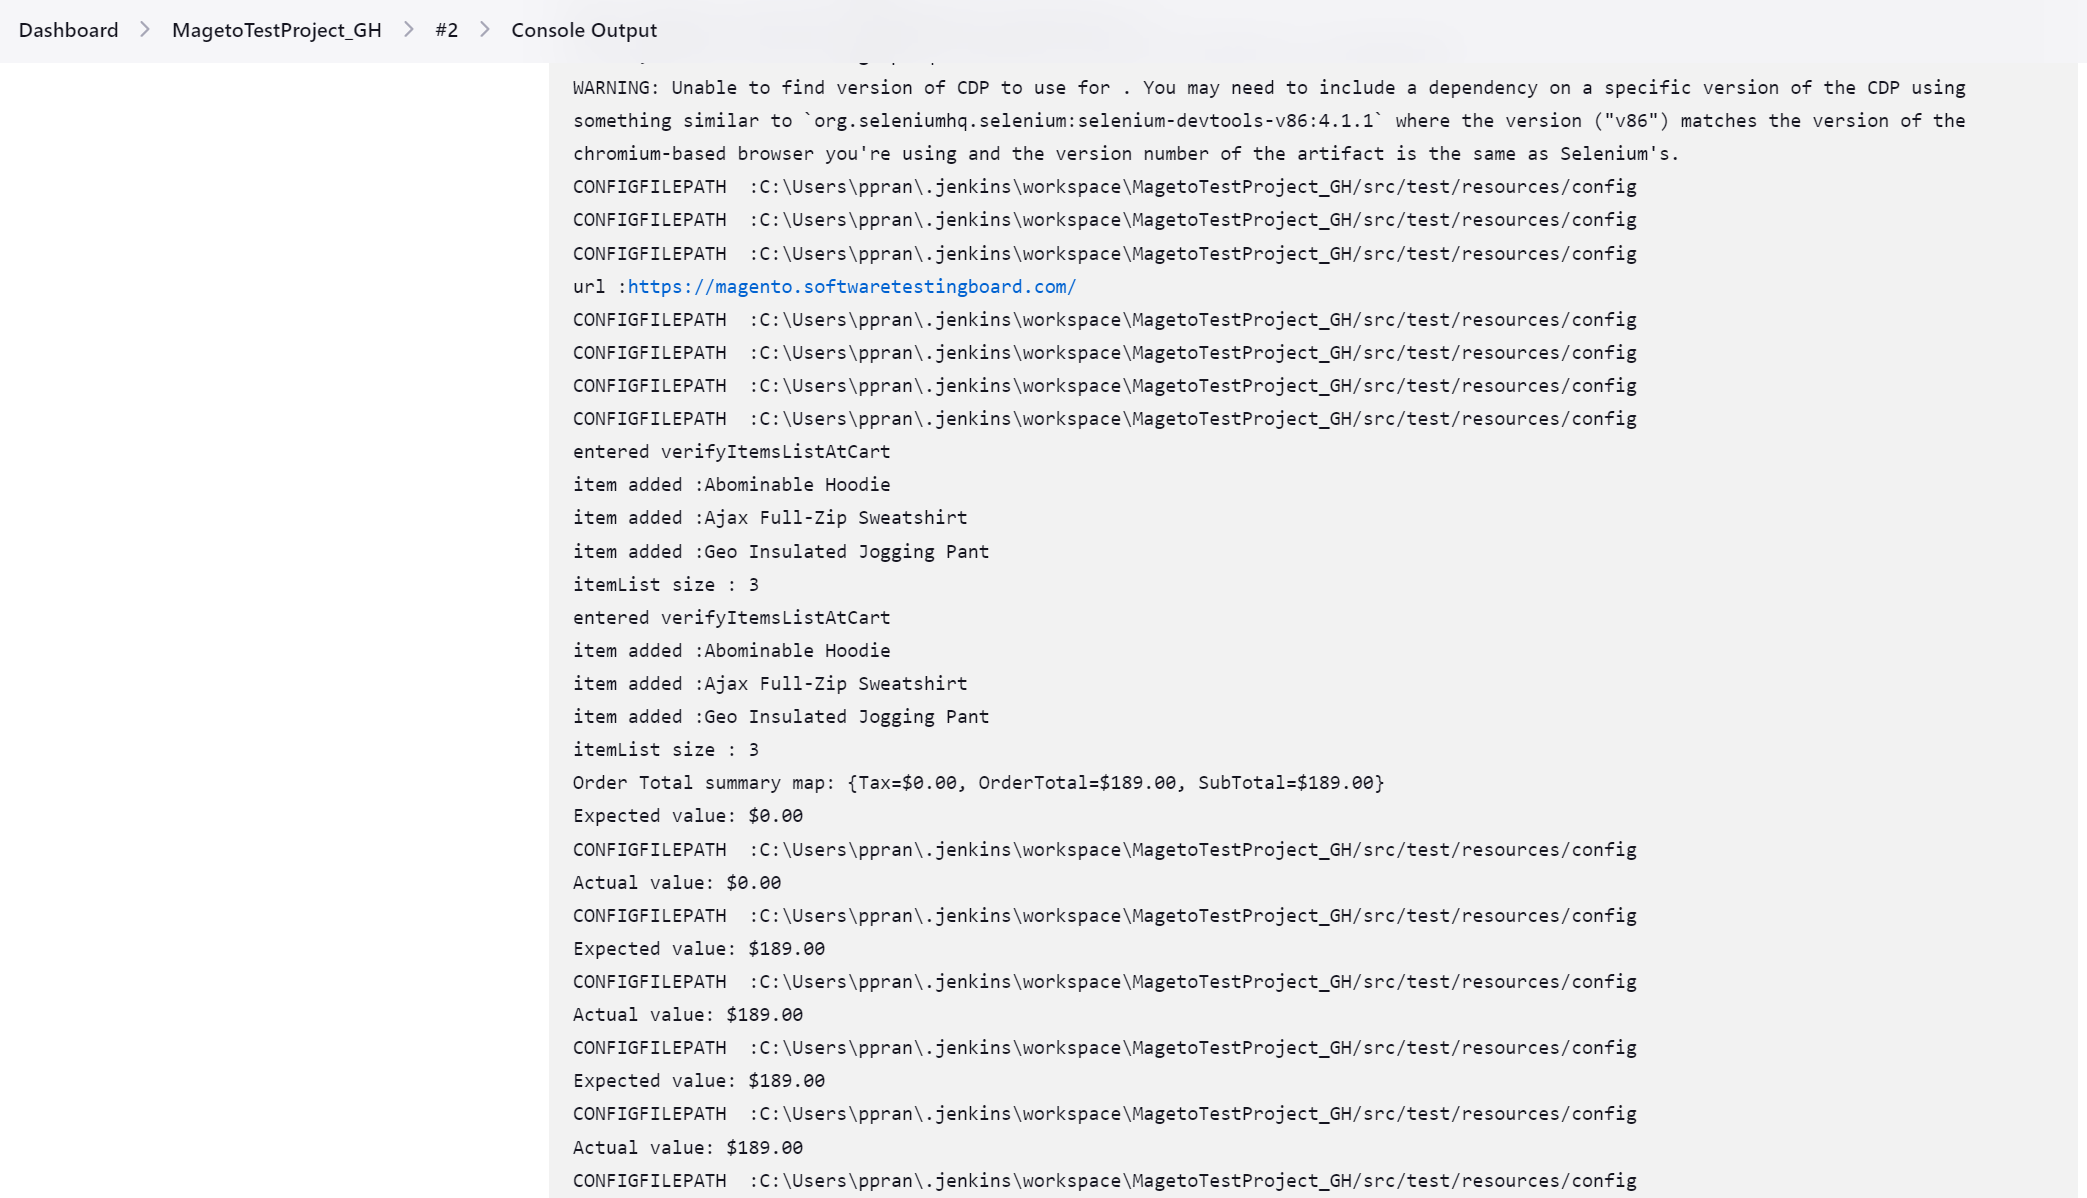 Dashboard > MagetoTestProject_GH > #2 > Console Output
WARNING: Unable to find version of CDP to use for . You may need to include a dependency on a specific version of the CDP using
something similar to `org.seleniumhq.selenium:selenium-devtools-v86:4.1.1` where the version ("v86") matches the version of the
chromium-based browser you're using and the version number of the artifact is the same as Selenium's.
CONFIGFILEPATH  :C:\Users\ppran\.jenkins\workspace\MagetoTestProject_GH/src/test/resources/config
CONFIGFILEPATH  :C:\Users\ppran\.jenkins\workspace\MagetoTestProject_GH/src/test/resources/config
CONFIGFILEPATH  :C:\Users\ppran\.jenkins\workspace\MagetoTestProject_GH/src/test/resources/config
url :https://magento.softwaretestingboard.com/
CONFIGFILEPATH  :C:\Users\ppran\.jenkins\workspace\MagetoTestProject_GH/src/test/resources/config
CONFIGFILEPATH  :C:\Users\ppran\.jenkins\workspace\MagetoTestProject_GH/src/test/resources/config
CONFIGFILEPATH  :C:\Users\ppran\.jenkins\workspace\MagetoTestProject_GH/src/test/resources/config
CONFIGFILEPATH  :C:\Users\ppran\.jenkins\workspace\MagetoTestProject_GH/src/test/resources/config
entered verifyItemsListAtCart
item added :Abominable Hoodie
item added :Ajax Full-Zip Sweatshirt
item added :Geo Insulated Jogging Pant
itemList size : 3
entered verifyItemsListAtCart
item added :Abominable Hoodie
item added :Ajax Full-Zip Sweatshirt
item added :Geo Insulated Jogging Pant
itemList size : 3
Order Total summary map: {Tax=$0.00, OrderTotal=$189.00, SubTotal=$189.00}
Expected value: $0.00
CONFIGFILEPATH  :C:\Users\ppran\.jenkins\workspace\MagetoTestProject_GH/src/test/resources/config
Actual value: $0.00
CONFIGFILEPATH  :C:\Users\ppran\.jenkins\workspace\MagetoTestProject_GH/src/test/resources/config
Expected value: $189.00
CONFIGFILEPATH  :C:\Users\ppran\.jenkins\workspace\MagetoTestProject_GH/src/test/resources/config
Actual value: $189.00
CONFIGFILEPATH  :C:\Users\ppran\.jenkins\workspace\MagetoTestProject_GH/src/test/resources/config
Expected value: $189.00
CONFIGFILEPATH  :C:\Users\ppran\.jenkins\workspace\MagetoTestProject_GH/src/test/resources/config
Actual value: $189.00
CONFIGFILEPATH  :C:\Users\ppran\.jenkins\workspace\MagetoTestProject_GH/src/test/resources/config